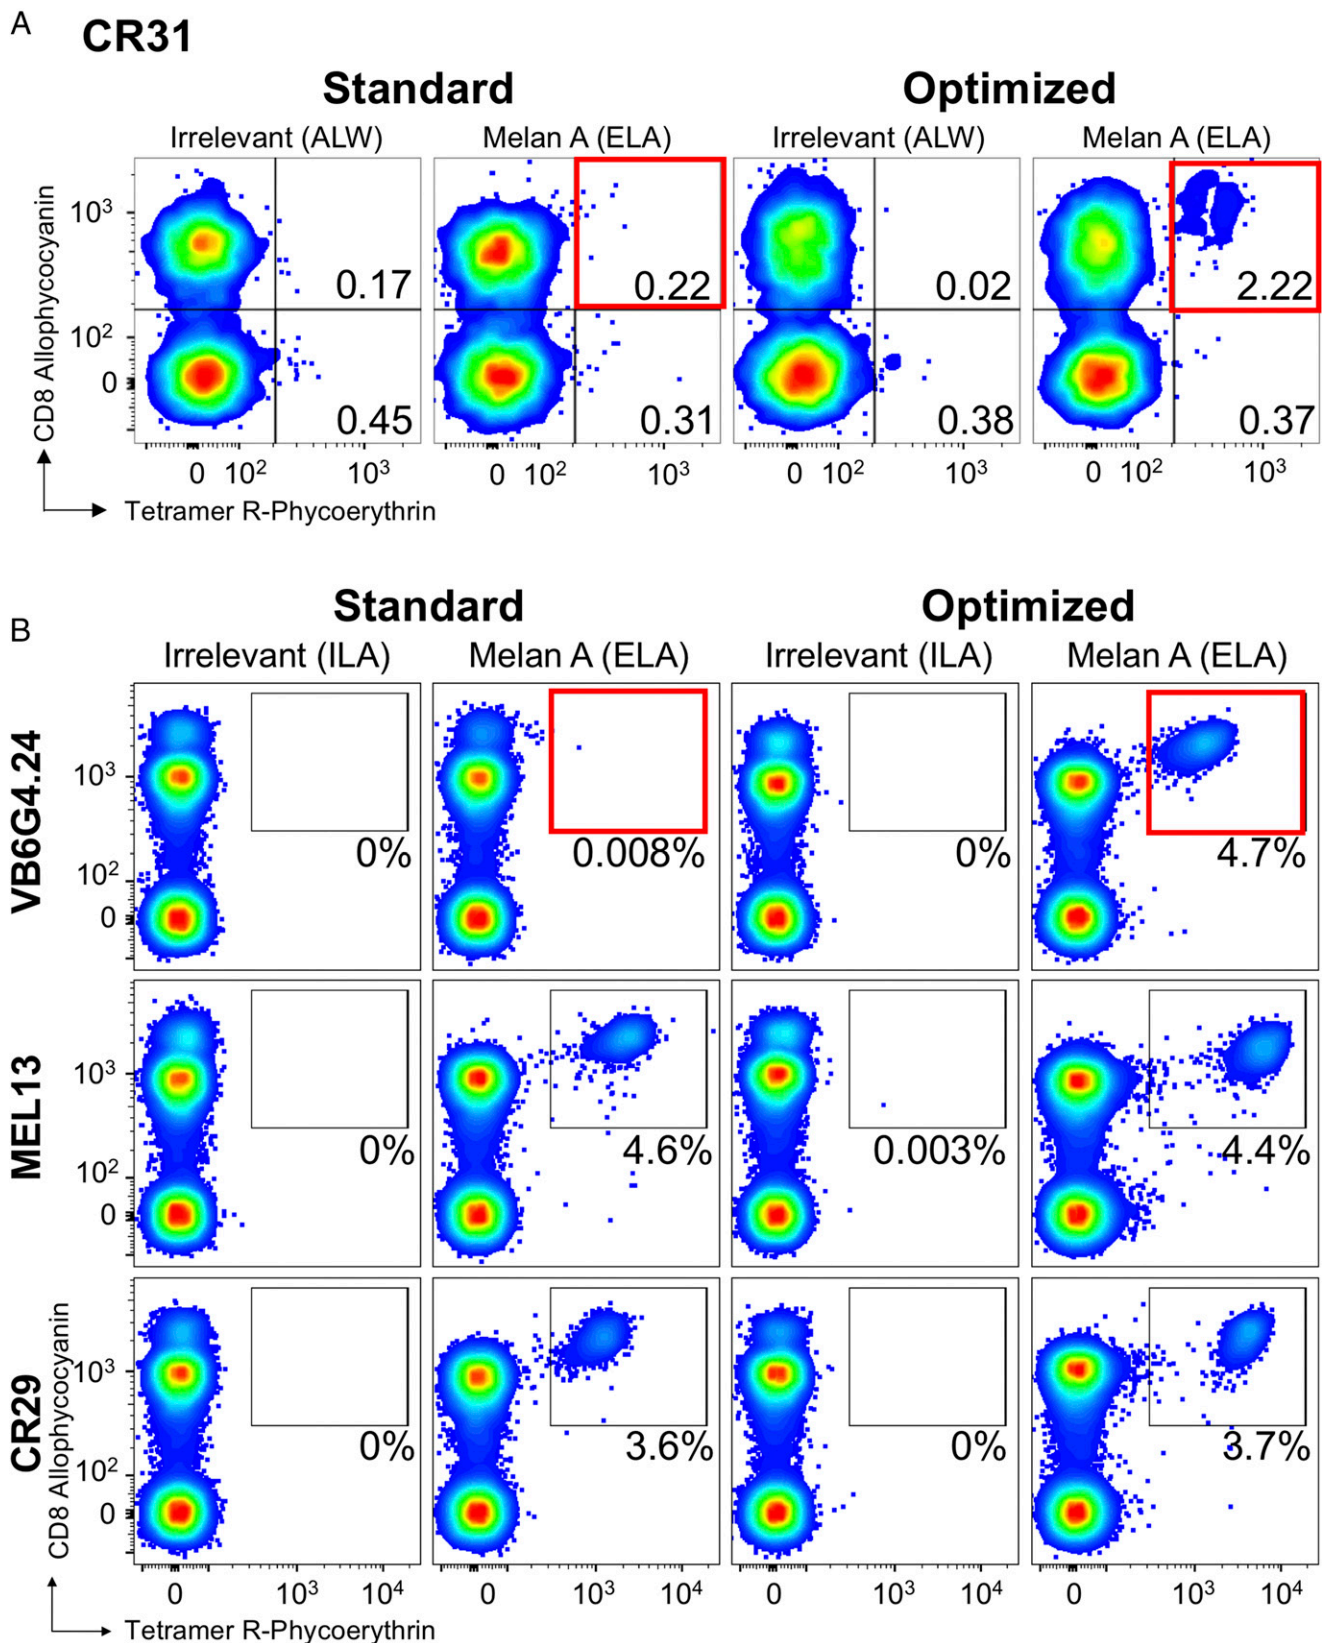 A
CR31
Standard
Optimized
Irrelevant (ALW)
Melan A (ELA)
Irrelevant (ALW)
Melan A (ELA)
CD8 Allophycocyanin
10³
10²
0
0.17
0.22
0.02
2.22
0.45
0.31
0.38
0.37
0 10² 10³
0 10² 10³
0 10² 10³
0 10² 10³
Tetramer R-Phycoerythrin
B
Standard
Optimized
Irrelevant (ILA)
Melan A (ELA)
Irrelevant (ILA)
Melan A (ELA)
VB6G4.24
10³
10²
0
0%
0.008%
0%
4.7%
MEL13
10³
10²
0
0%
4.6%
0.003%
4.4%
CR29
CD8 Allophycocyanin
10³
10²
0
0%
3.6%
0%
3.7%
0 10³ 10⁴
0 10³ 10⁴
0 10³ 10⁴
0 10³ 10⁴
Tetramer R-Phycoerythrin